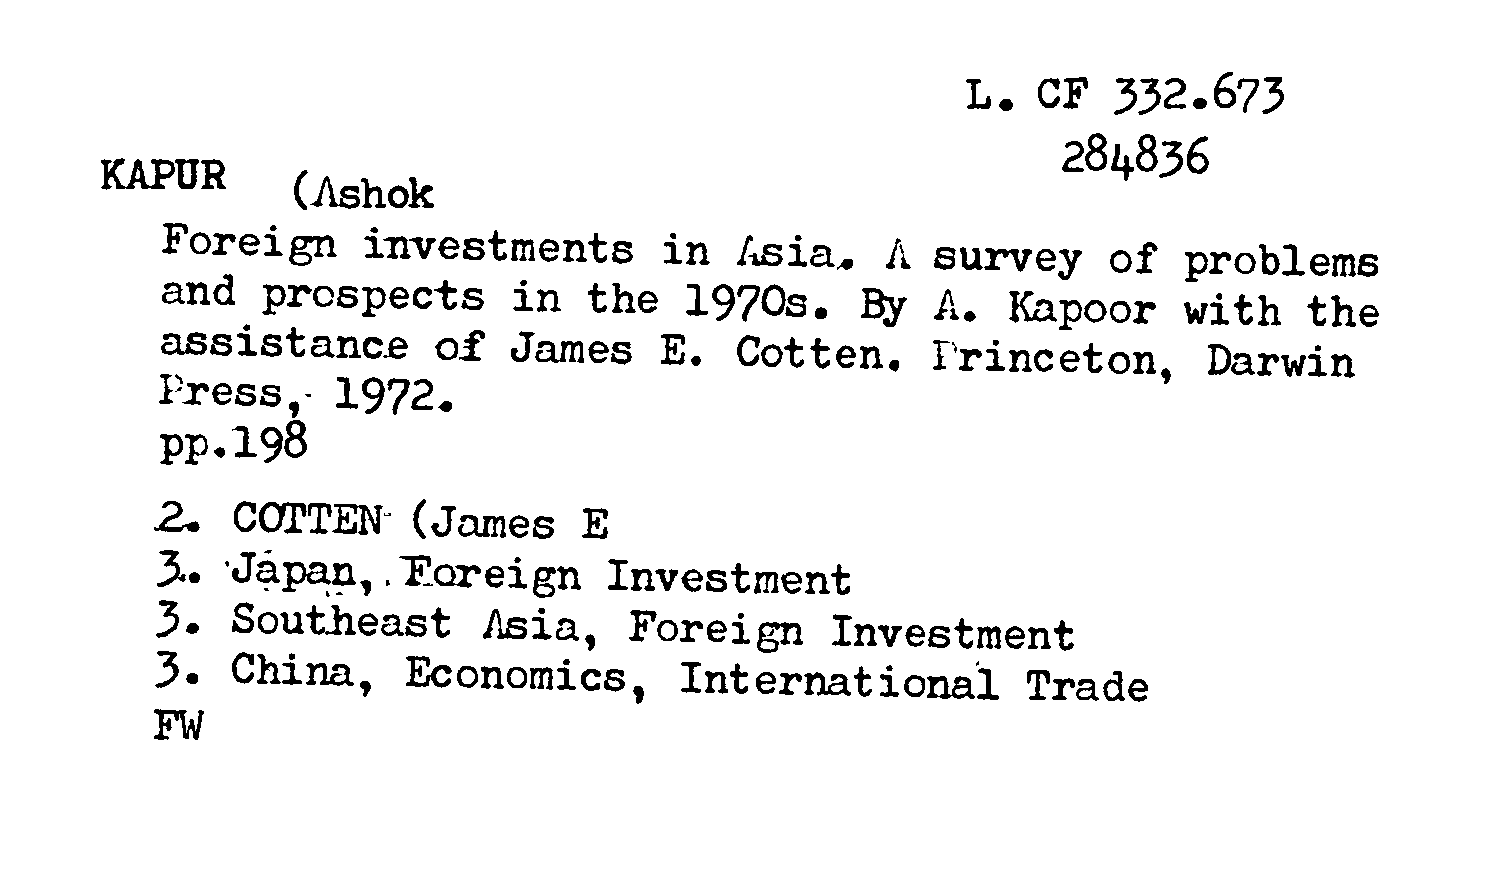 L. CF 332.673
284836
KAPUR (Ashok
Foreign investments in Asia. A survey of problems
and prospects in the 1970s. By A. Kapoor with the
assistance of James E. Cotten. Princeton, Darwin
Press, 1972.
pp.198
2. COTTEN (James E
3. Japan, Foreign Investment
3. Southeast Asia, Foreign Investment
3. China, Economics, International Trade
FW